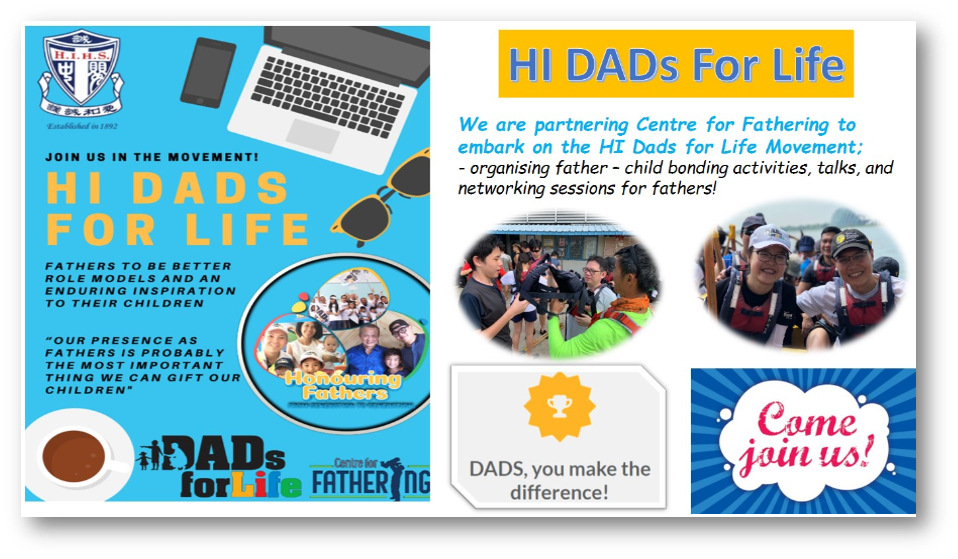 誠
H.I.H.S.
Established in 1892
JOIN US IN THE MOVEMENT!
HI DADS
FOR LIFE
FATHERS TO BE BETTER
ROLE MODELS AND AN
ENDURING INSPIRATION
TO THEIR CHILDREN
"OUR PRESENCE AS
FATHERS IS PROBABLY
THE MOST IMPORTANT
THING WE CAN GIFT OUR
CHILDREN"
Honouring
Fathers
DADs
forLife
Centre for
FATHERING
HI DADs For Life
We are partnering Centre for Fathering to
embark on the HI Dads for Life Movement;
- organising father – child bonding activities, talks, and
networking sessions for fathers!
DADS, you make the
difference!
Come
join us!